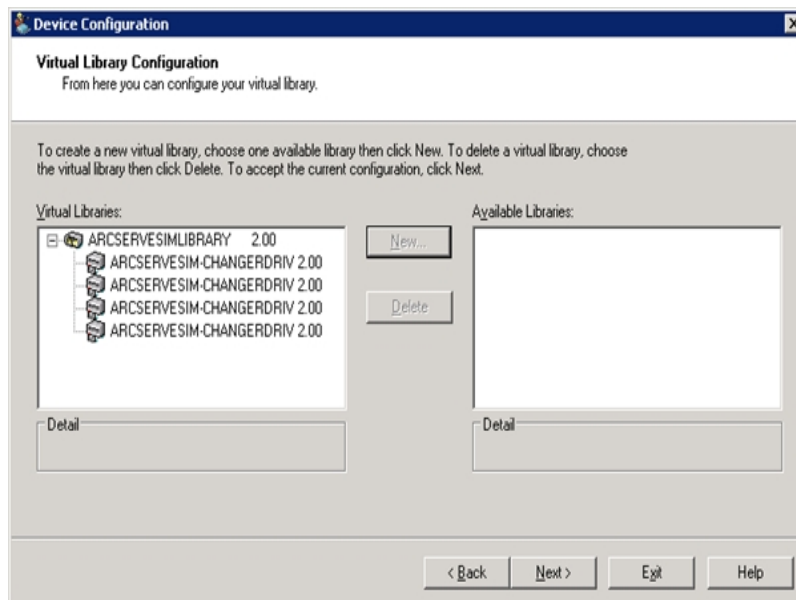 Device Configuration
Virtual Library Configuration
From here you can configure your virtual library.
To create a new virtual library, choose one available library then click New. To delete a virtual library, choose
the virtual library then click Delete. To accept the current configuration, click Next.
Virtual Libraries:
ARCSERVESIMLIBRARY 2.00
ARCSERVESIM-CHANGERDRIV 2.00
ARCSERVESIM-CHANGERDRIV 2.00
ARCSERVESIM-CHANGERDRIV 2.00
ARCSERVESIM-CHANGERDRIV 2.00
Detail
New...
Delete
Available Libraries:
Detail
< Back
Next >
Exit
Help